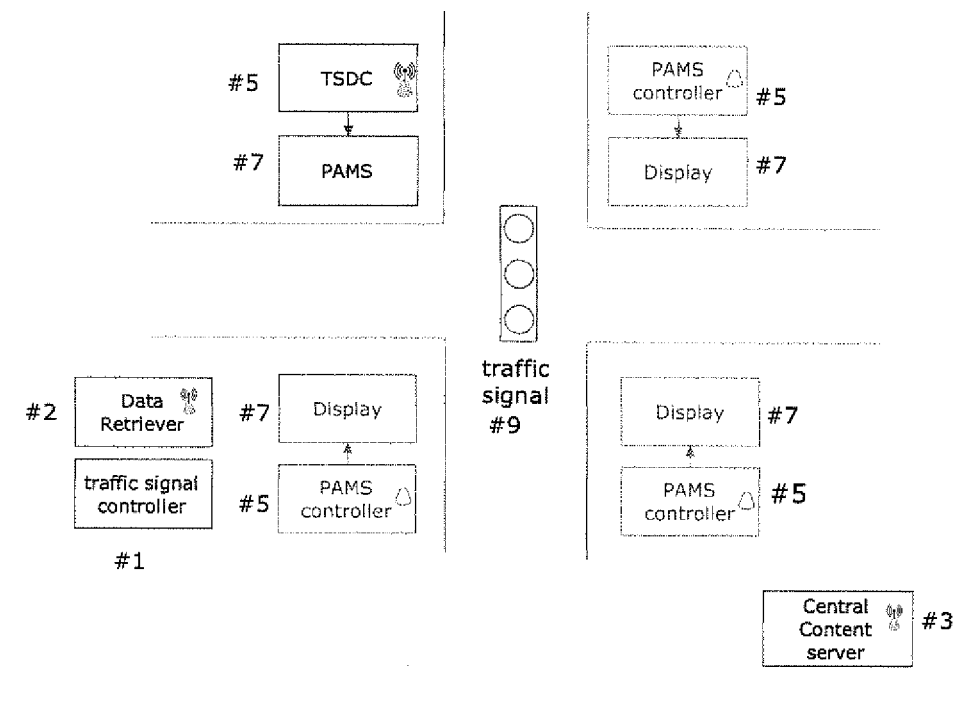 #5
TSDC
#7
PAMS
PAMS
controller
#5
Display
#7
traffic
signal
#9
#2
Data
Retriever
traffic signal
controller
#1
#7
Display
#5
PAMS
controller
Display
#7
PAMS
controller
#5
Central
Content
server
#3